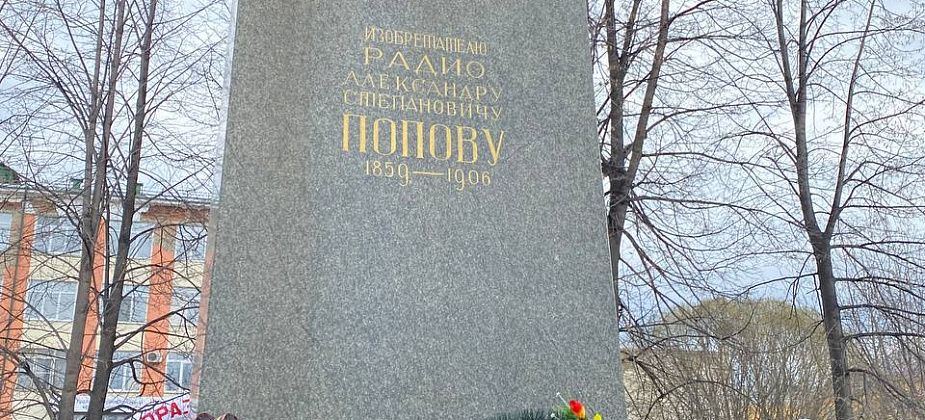 ИЗОБРЕТАТЕЛЮ
РАДИО
АЛЕКСАНДРУ
СТЕПАНОВИЧУ
ПОПОВУ
1859.—1906